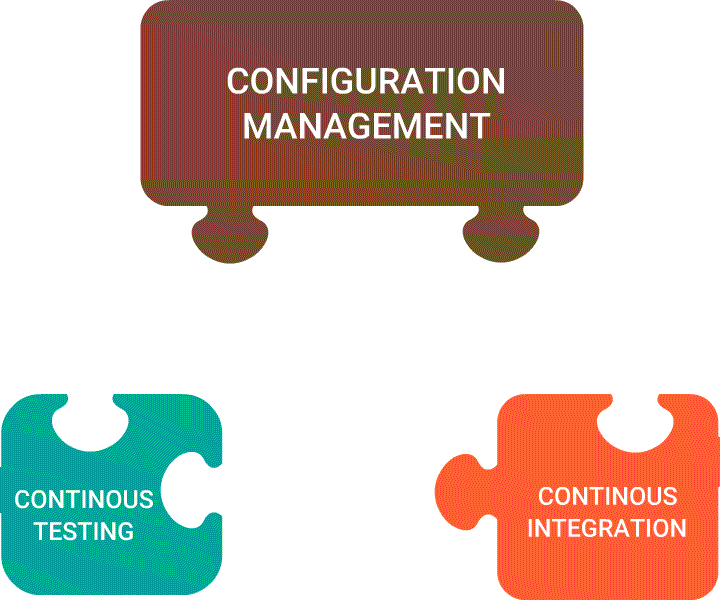 CONFIGURATION
MANAGEMENT
CONTINOUS
TESTING
CONTINOUS
INTEGRATION